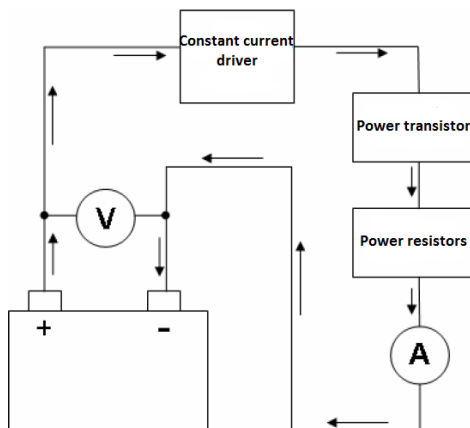 Constant current
driver
Power transistor
Power resistors
V
A
+ -